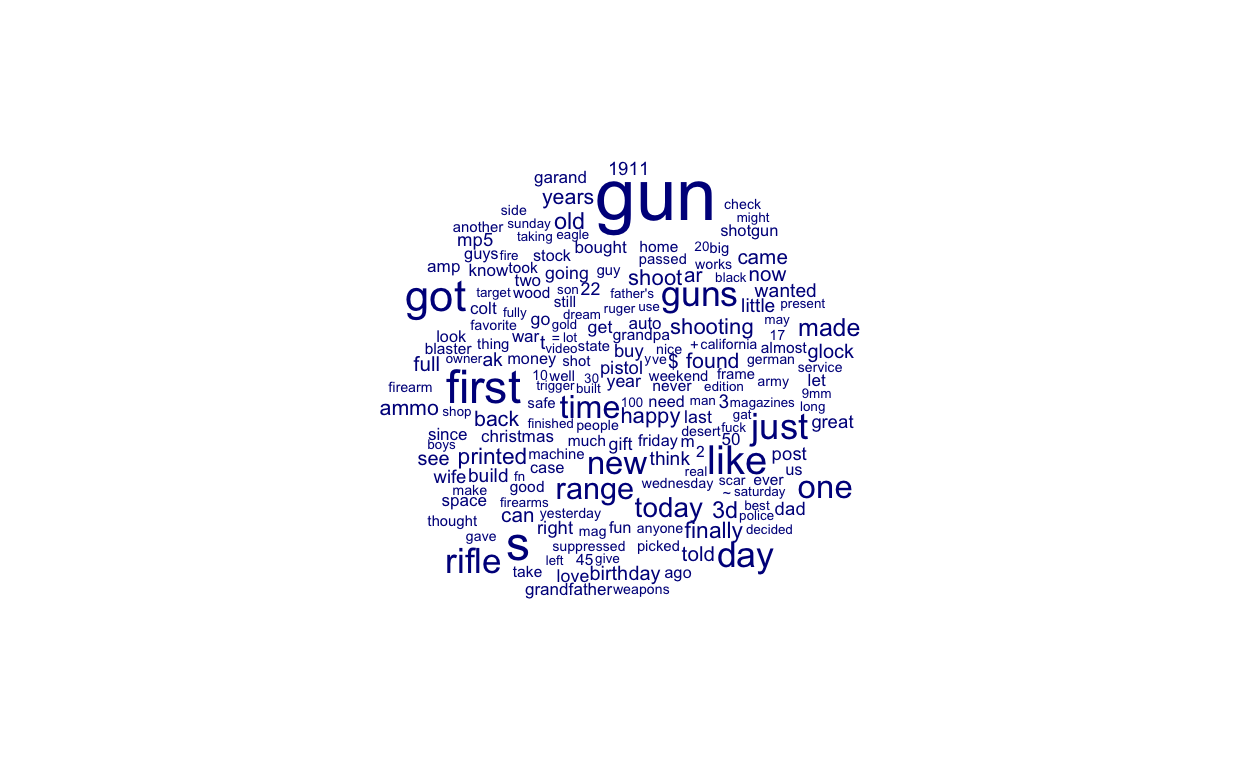 1911
garand
gun
years
check
side
might
another sunday old
shotgun
taking eagle
mp5
bought home 20 big
guys fire stock passed came
amp know took going guy works
two shoot ar black now
target wood son 22 father's guns wanted
got still little present
colt fully dream ruger use
favorite go gold get auto shooting may made
look thing war = lot grandpa 17
blaster t video state buy nice + california almost glock
full owner ak money shot pistol yve $ found german service
10 well 30 year weekend frame army let
firearm first trigger built never edition 9mm
ammo shop safe time 100 need man 3 magazines long
back happy last gat just great
finished people desert fuck
since christmas much gift friday m 50
boys
see printed machine new think 2 like post
case real us
wife build fn wednesday scar ever one
make good range ~ saturday
space firearms today 3d best dad
can yesterday police
thought right mag fun anyone finally decided
gave s suppressed picked told day
rifle left 45 give
take love birthday ago
grandfather weapons